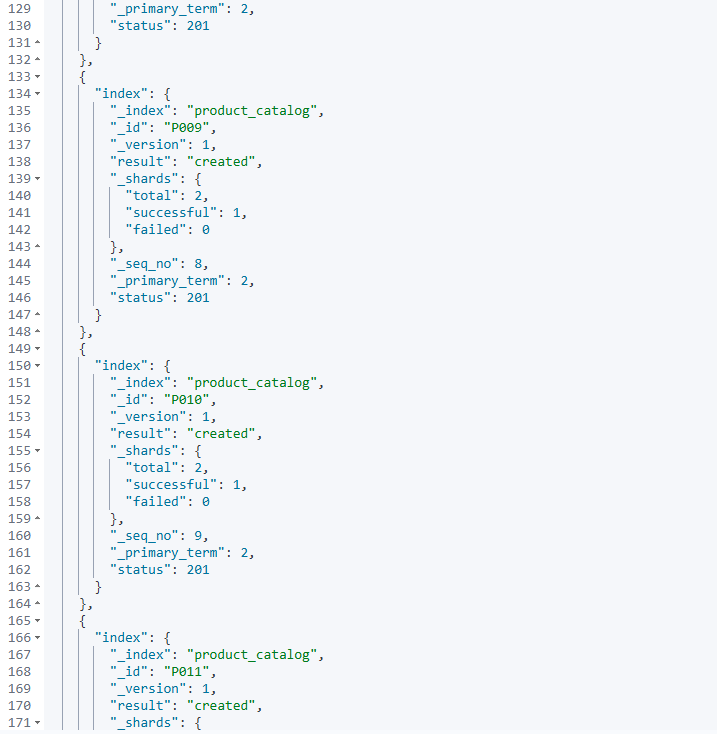 129 "_primary_term": 2,
130 "status": 201
131 }
132 },
133 {
134 "index": {
135 "_index": "product_catalog",
136 "_id": "P009",
137 "_version": 1,
138 "result": "created",
139 "_shards": {
140 "total": 2,
141 "successful": 1,
142 "failed": 0
143 },
144 "_seq_no": 8,
145 "_primary_term": 2,
146 "status": 201
147 }
148 },
149 {
150 "index": {
151 "_index": "product_catalog",
152 "_id": "P010",
153 "_version": 1,
154 "result": "created",
155 "_shards": {
156 "total": 2,
157 "successful": 1,
158 "failed": 0
159 },
160 "_seq_no": 9,
161 "_primary_term": 2,
162 "status": 201
163 }
164 },
165 {
166 "index": {
167 "_index": "product_catalog",
168 "_id": "P011",
169 "_version": 1,
170 "result": "created",
171 "_shards": {